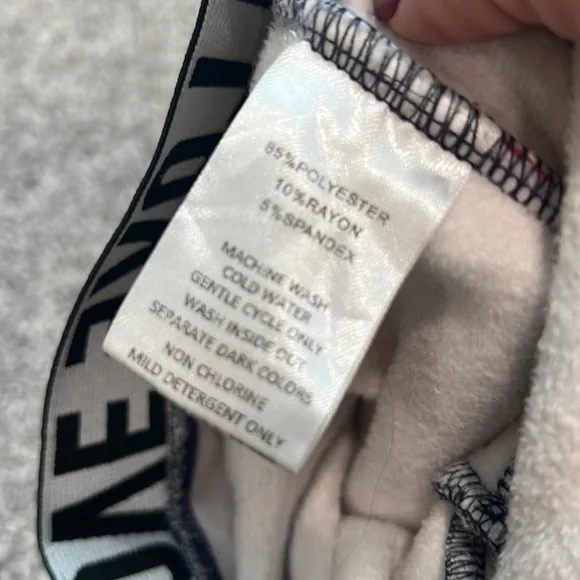 85%POLYESTER
10%RAYON
5%SPANDEX
MACHINE WASH
COLD WATER
GENTLE CYCLE ONLY
WASH INSIDE OUT
SEPARATE DARK COLORS
NON CHLORINE
MILD DETERGENT ONLY